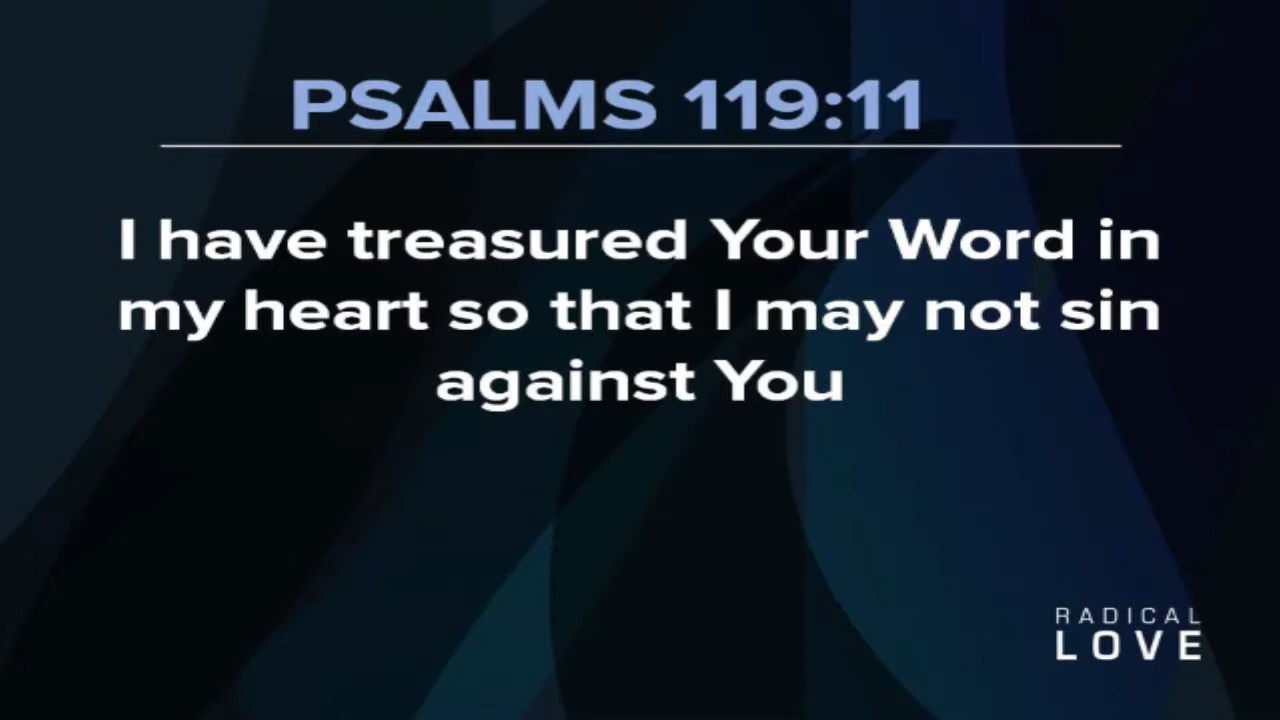 PSALMS 119:11
I have treasured Your Word in
my heart so that I may not sin
against You
RADICAL
LOVE